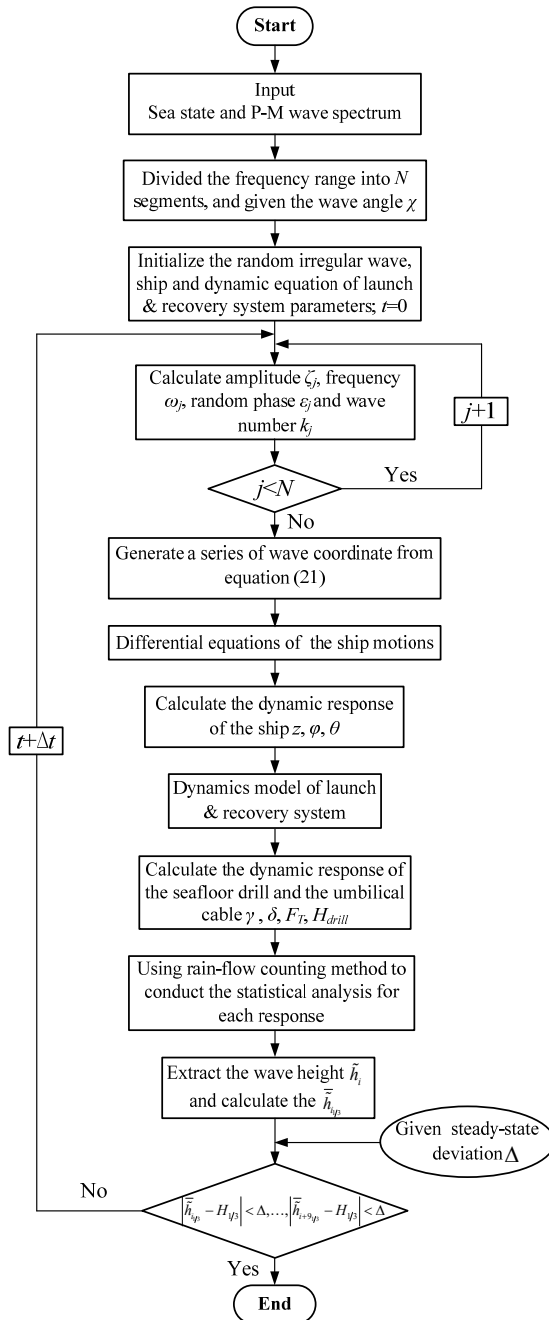 Start
Input
Sea state and P-M wave spectrum
Divided the frequency range into N
segments, and given the wave angle χ
Initialize the random irregular wave,
ship and dynamic equation of launch
& recovery system parameters; t=0
Calculate amplitude ζj, frequency
ωj, random phase εj and wave
number kj
j+1
j<N
Yes
No
Generate a series of wave coordinate from
equation (21)
Differential equations of the ship motions
Calculate the dynamic response
of the ship z, φ, θ
t+Δt
Dynamics model of launch
& recovery system
Calculate the dynamic response of
the seafloor drill and the umbilical
cable γ , δ, FT, Hdrill
Using rain-flow counting method to
conduct the statistical analysis for
each response
Extract the wave height h̃i
and calculate the h̃̄i1/3
Given steady-state
deviation Δ
No
|h̃̄i1/3 − H1/3| < Δ,…,|h̃̄i+91/3 − H1/3| < Δ
Yes
End